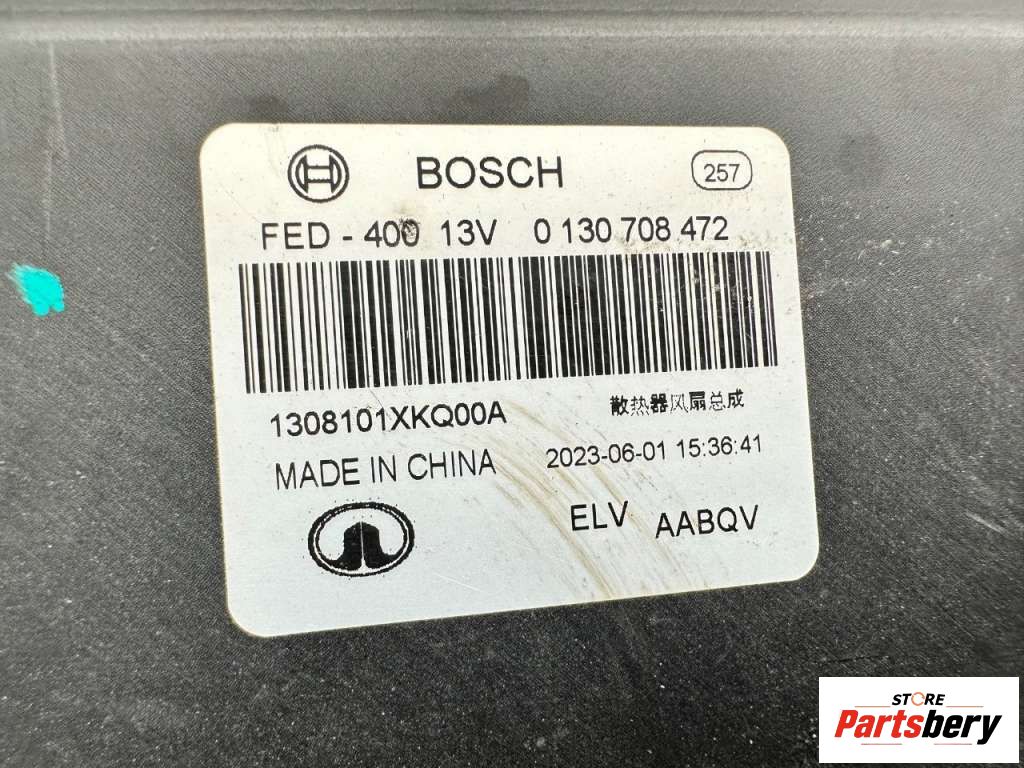 BOSCH
257
FED - 400 13V 0 130 708 472
1308101XKQ00A
散热器风扇总成
MADE IN CHINA
2023-06-01 15:36:41
ELV AABQV
STORE
Partsbery